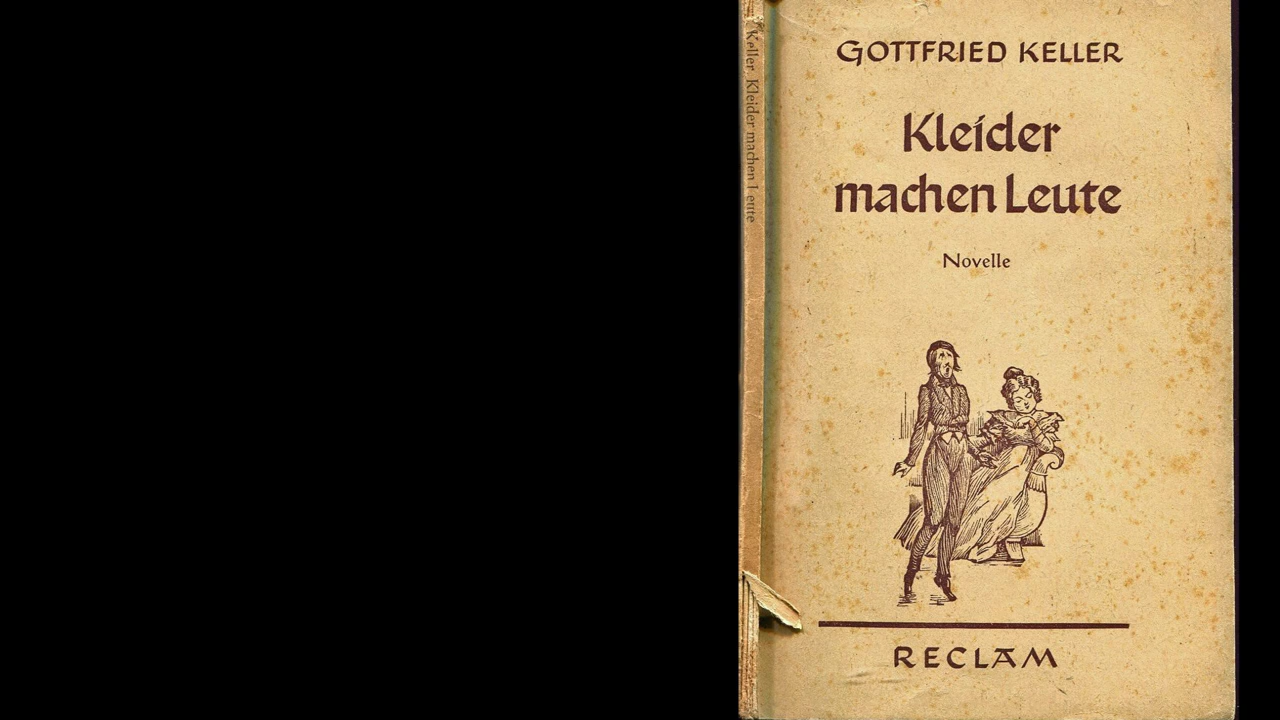 Keller, Kleider machen Leute
GOTTFRIED KELLER
Kleider
machen Leute
Novelle
RECLAM